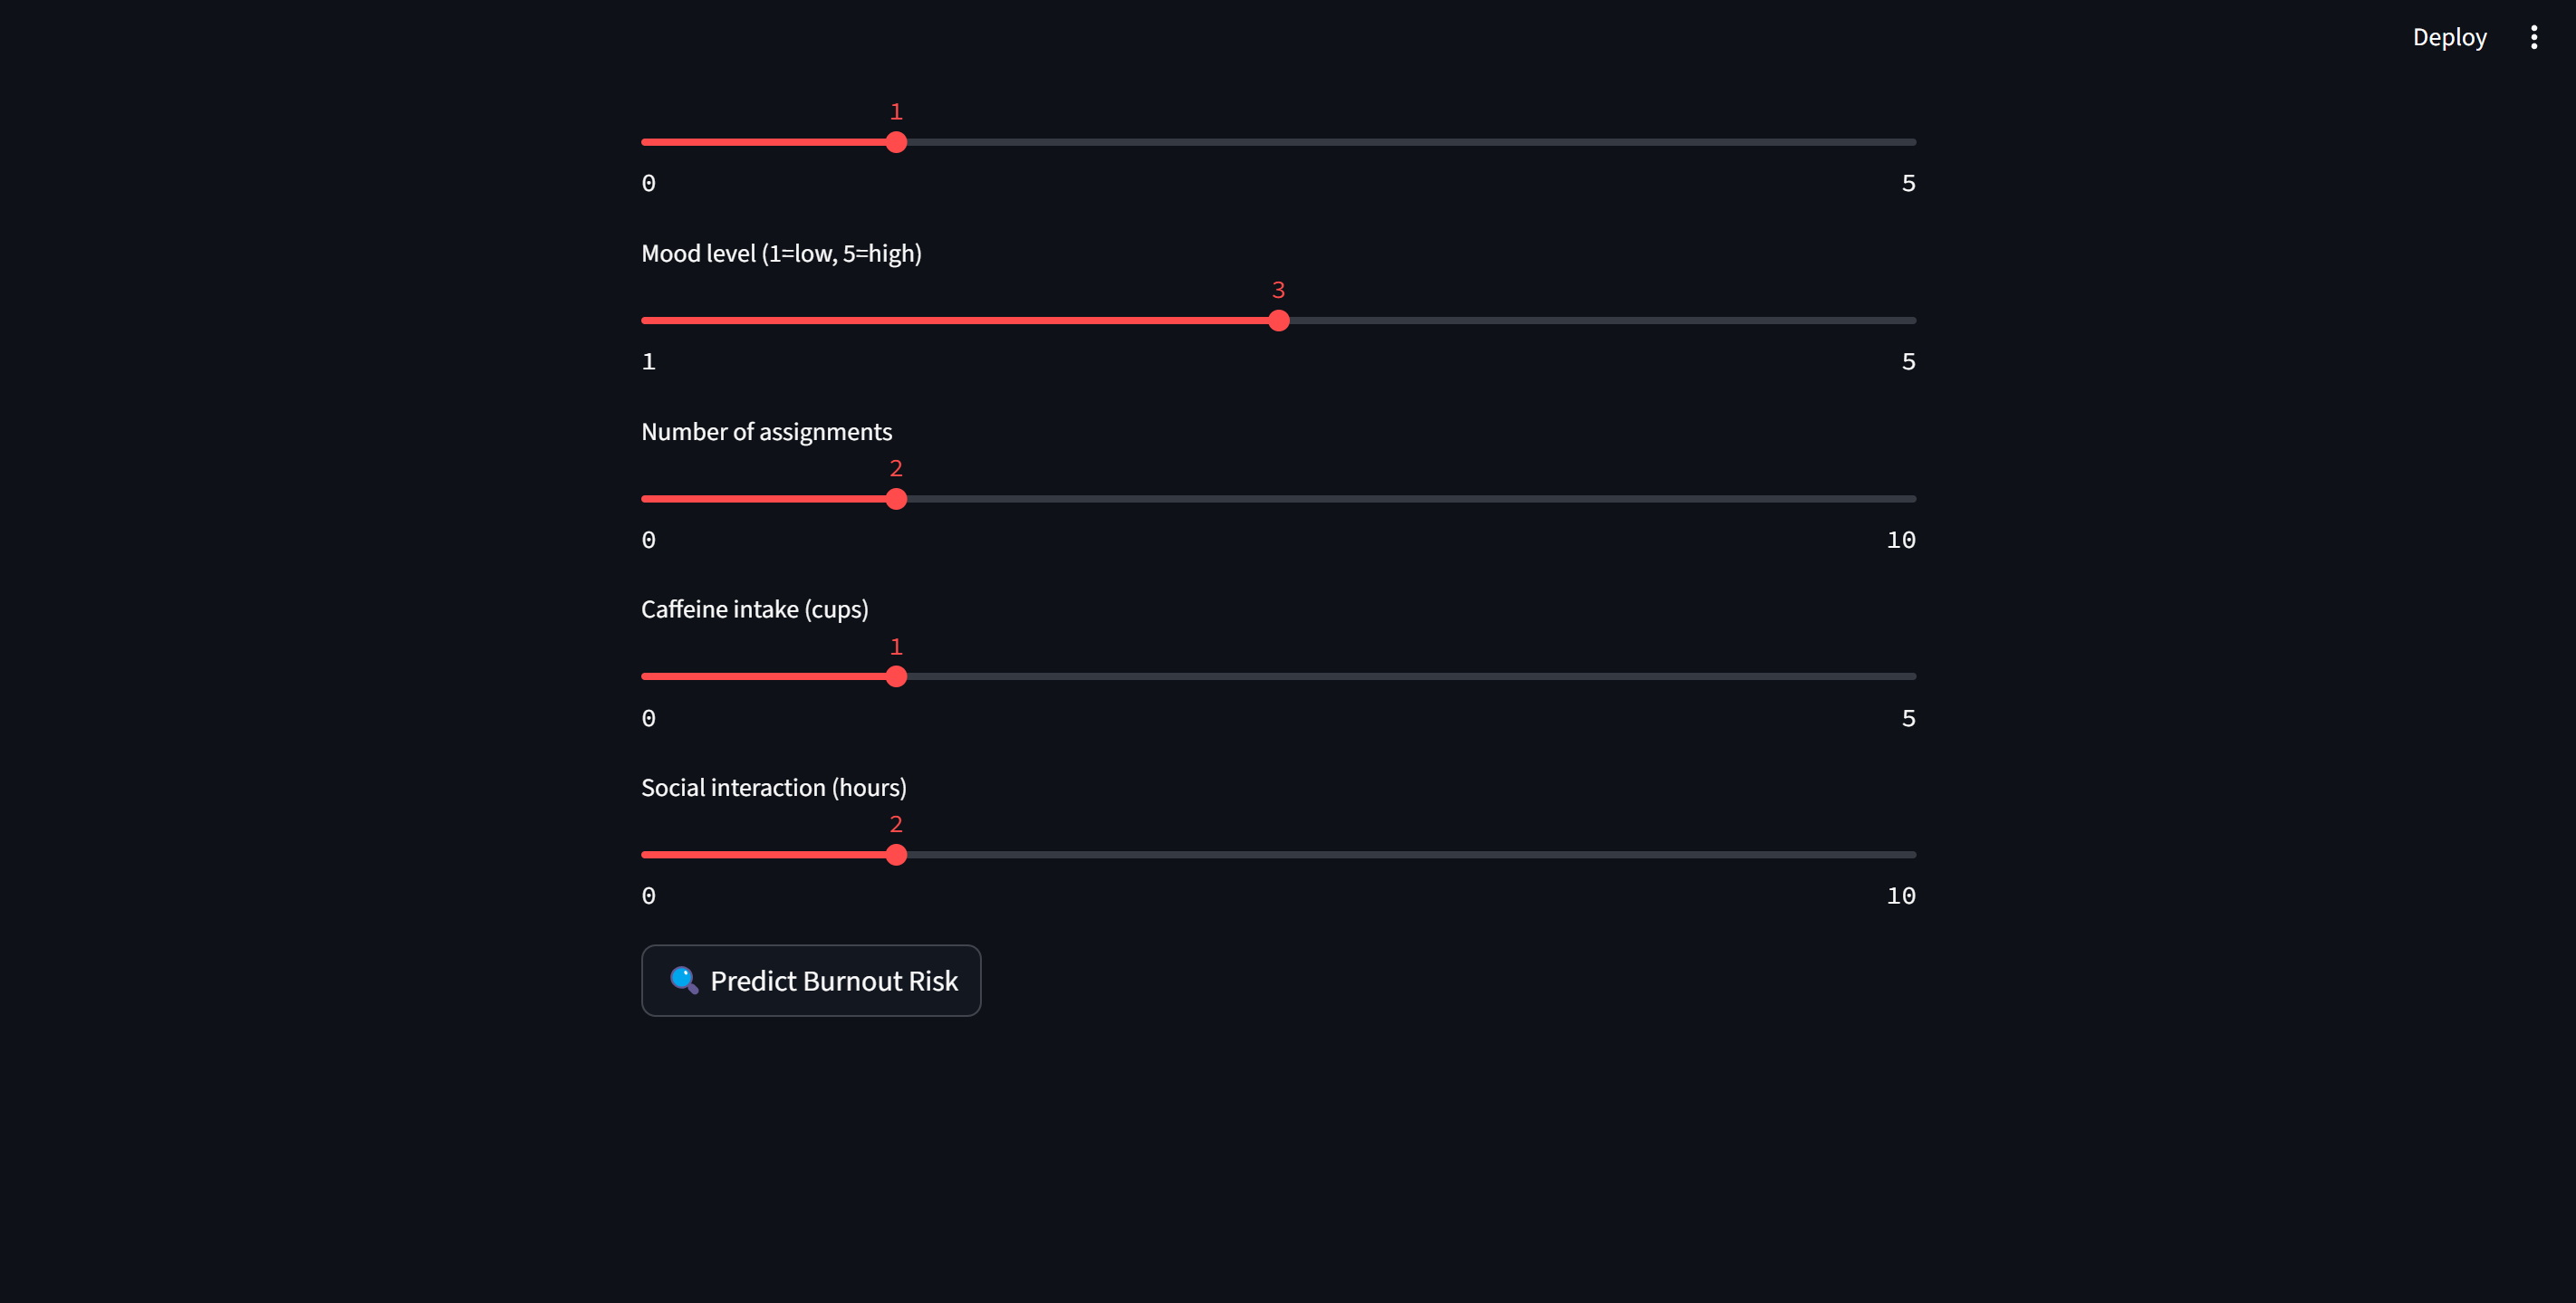 Deploy
1
0 5
Mood level (1=low, 5=high)
3
1 5
Number of assignments
2
0 10
Caffeine intake (cups)
1
0 5
Social interaction (hours)
2
0 10
Predict Burnout Risk